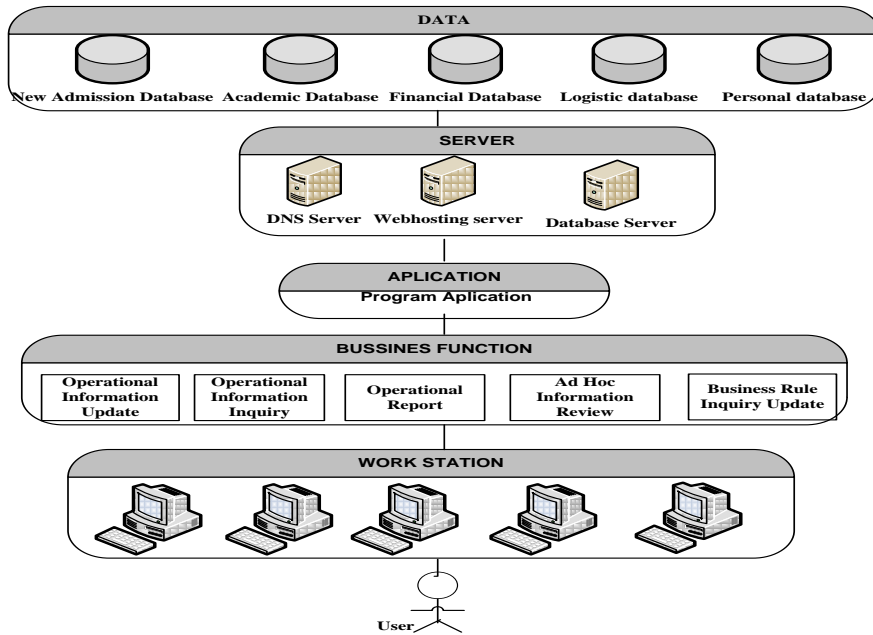 DATA
New Admission Database Academic Database Financial Database Logistic database Personal database
SERVER
DNS Server Webhosting server Database Server
APLICATION
Program Aplication
BUSSINES FUNCTION
Operational
Information
Update
Operational
Information
Inquiry
Operational
Report
Ad Hoc
Information
Review
Business Rule
Inquiry Update
WORK STATION
User